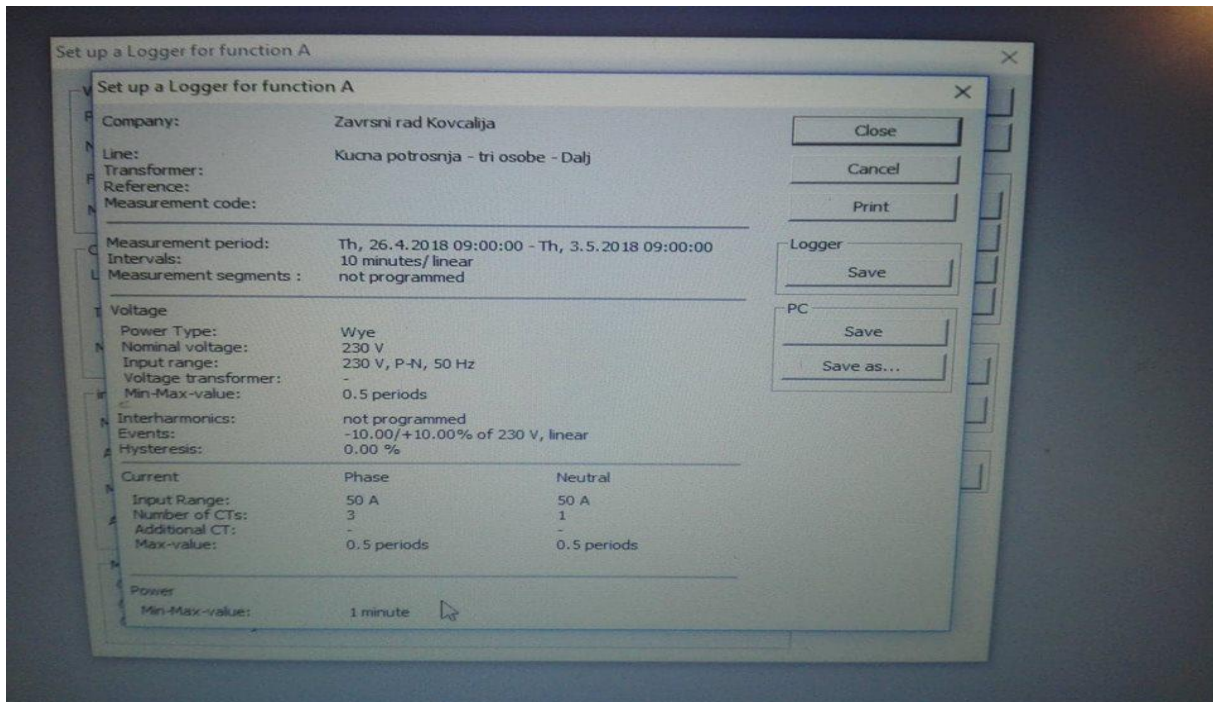 Set up a Logger for function A
Set up a Logger for function A
Company: Zavrsni rad Kovcalija
Line: Kucna potrosnja - tri osobe - Dalj
Transformer:
Reference:
Measurement code:
Measurement period: Th, 26.4.2018 09:00:00 - Th, 3.5.2018 09:00:00
Intervals: 10 minutes/ linear
Measurement segments : not programmed
Voltage
Power Type: Wye
Nominal voltage: 230 V
Input range: 230 V, P-N, 50 Hz
Voltage transformer: -
Min-Max-value: 0.5 periods
Interharmonics: not programmed
Events: -10.00/+10.00% of 230 V, linear
Hysteresis: 0.00 %
Current Phase Neutral
Input Range: 50 A 50 A
Number of CTs: 3 1
Additional CT: - -
Max-value: 0.5 periods 0.5 periods
Power
Min-Max-value: 1 minute
Close
Cancel
Print
Logger
Save
PC
Save
Save as...